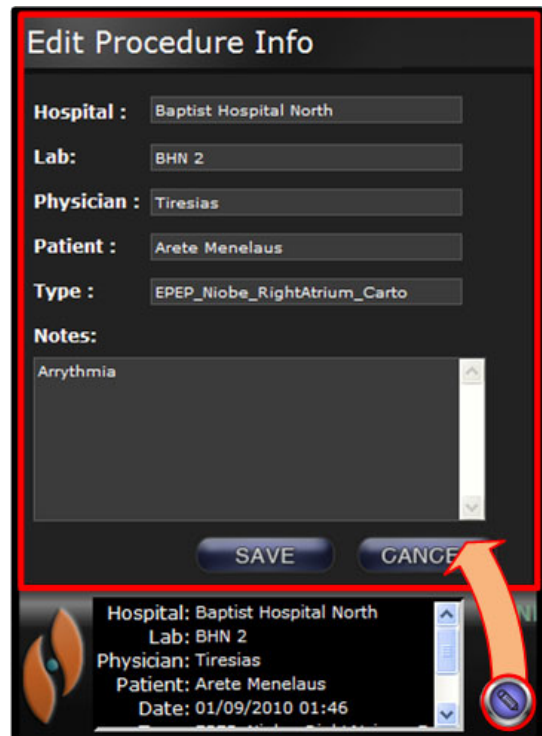 Edit Procedure Info
Hospital : Baptist Hospital North
Lab: BHN 2
Physician : Tiresias
Patient : Arete Menelaus
Type : EPEP_Niobe_RightAtrium_Carto
Notes:
Arrythmia
SAVE CANCE
Hospital: Baptist Hospital North
Lab: BHN 2
Physician: Tiresias
Patient: Arete Menelaus
Date: 01/09/2010 01:46